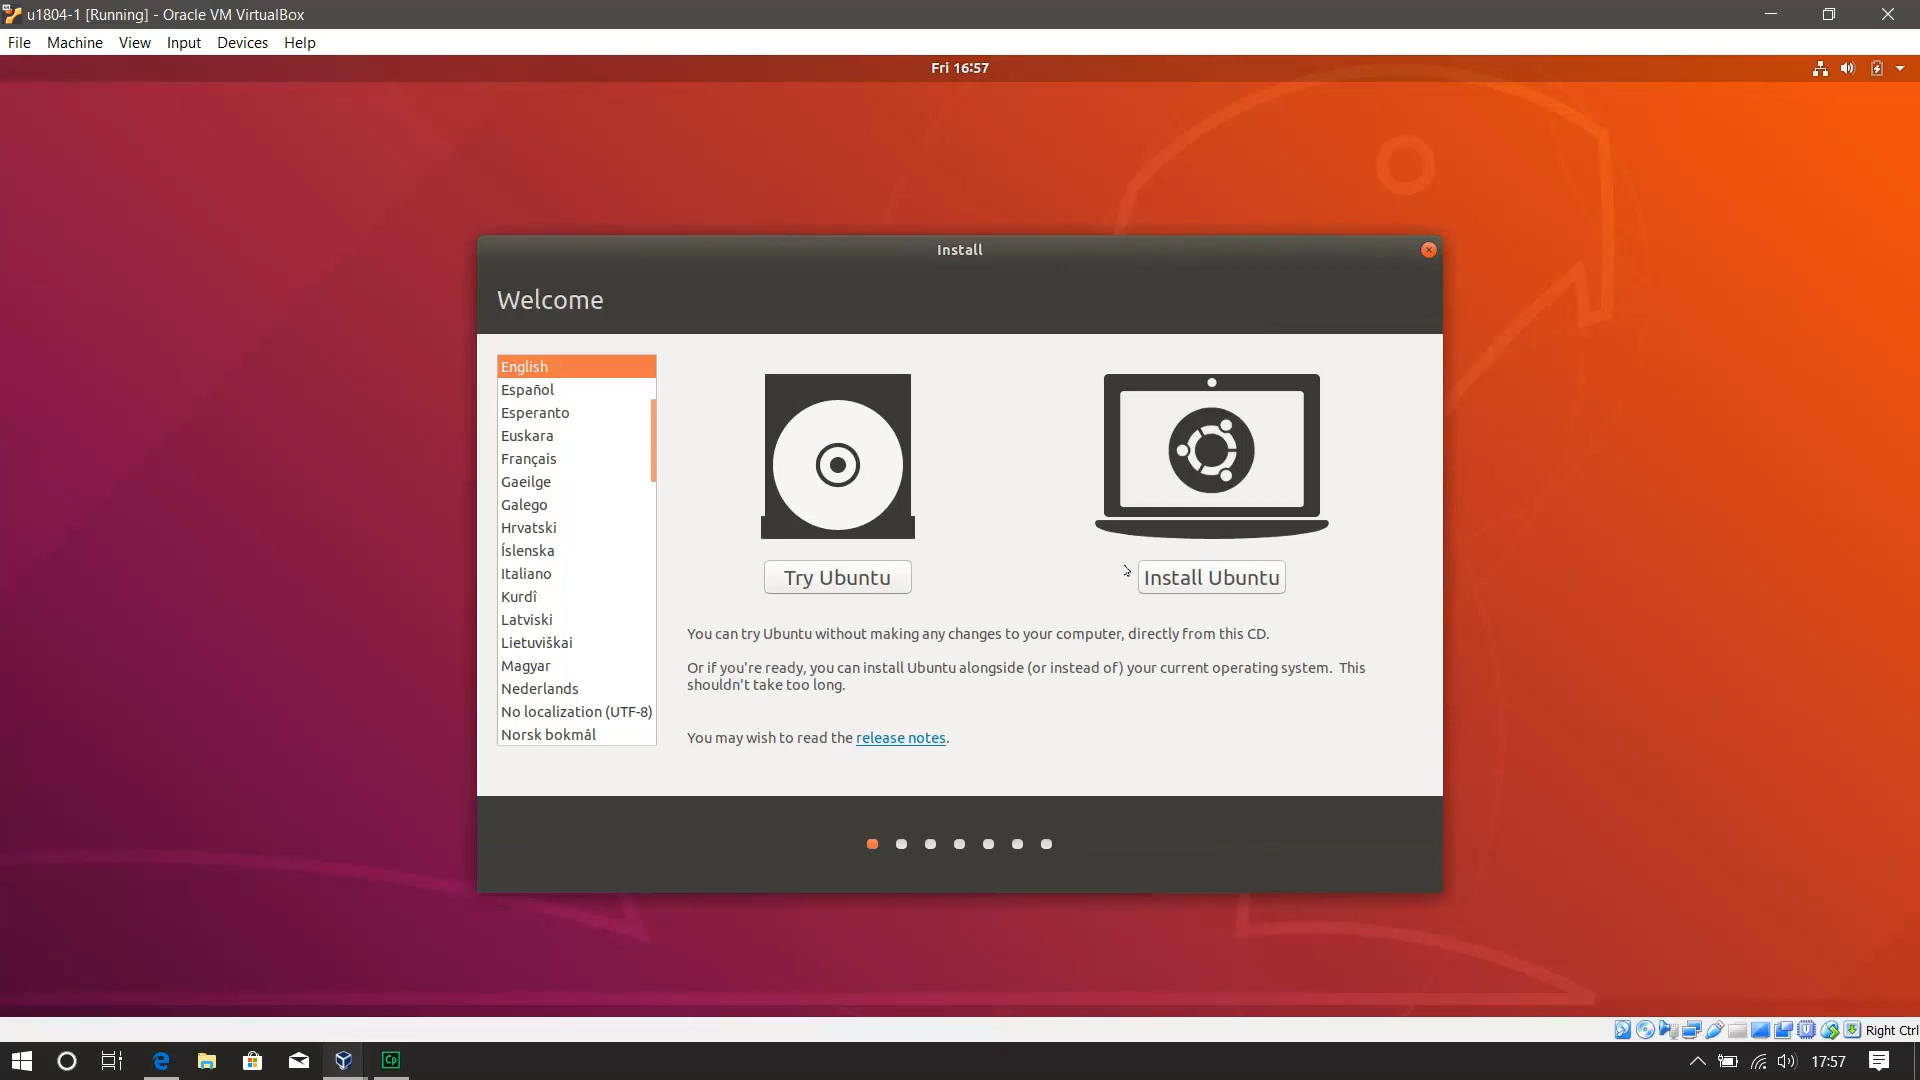 u1804-1 [Running] - Oracle VM VirtualBox
File Machine View Input Devices Help
Fri 16:57
Install
Welcome
English
Español
Esperanto
Euskara
Français
Gaeilge
Galego
Hrvatski
Íslenska
Italiano
Kurdî
Latviski
Lietuviškai
Magyar
Nederlands
No localization (UTF-8)
Norsk bokmål
Try Ubuntu
Install Ubuntu
You can try Ubuntu without making any changes to your computer, directly from this CD.
Or if you're ready, you can install Ubuntu alongside (or instead of) your current operating system. This
shouldn't take too long.
You may wish to read the release notes.
Right Ctrl
Cp
17:57